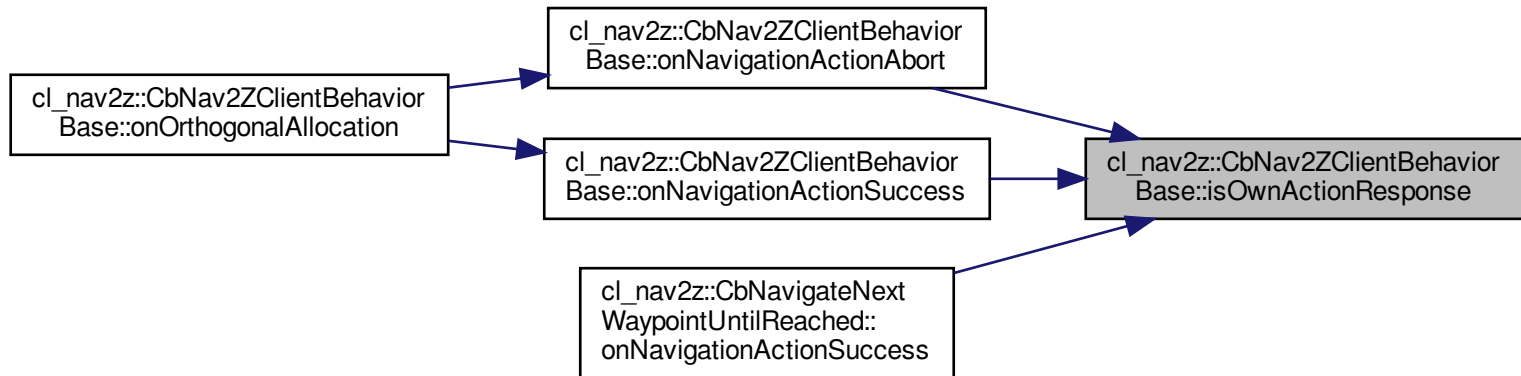 cl_nav2z::CbNav2ZClientBehavior
Base::onOrthogonalAllocation
cl_nav2z::CbNav2ZClientBehavior
Base::onNavigationActionAbort
cl_nav2z::CbNav2ZClientBehavior
Base::onNavigationActionSuccess
cl_nav2z::CbNavigateNext
WaypointUntilReached::
onNavigationActionSuccess
cl_nav2z::CbNav2ZClientBehavior
Base::isOwnActionResponse